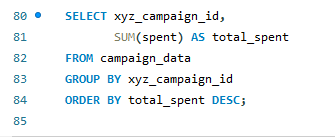 80 SELECT xyz_campaign_id,
81 SUM(spent) AS total_spent
82 FROM campaign_data
83 GROUP BY xyz_campaign_id
84 ORDER BY total_spent DESC;
85